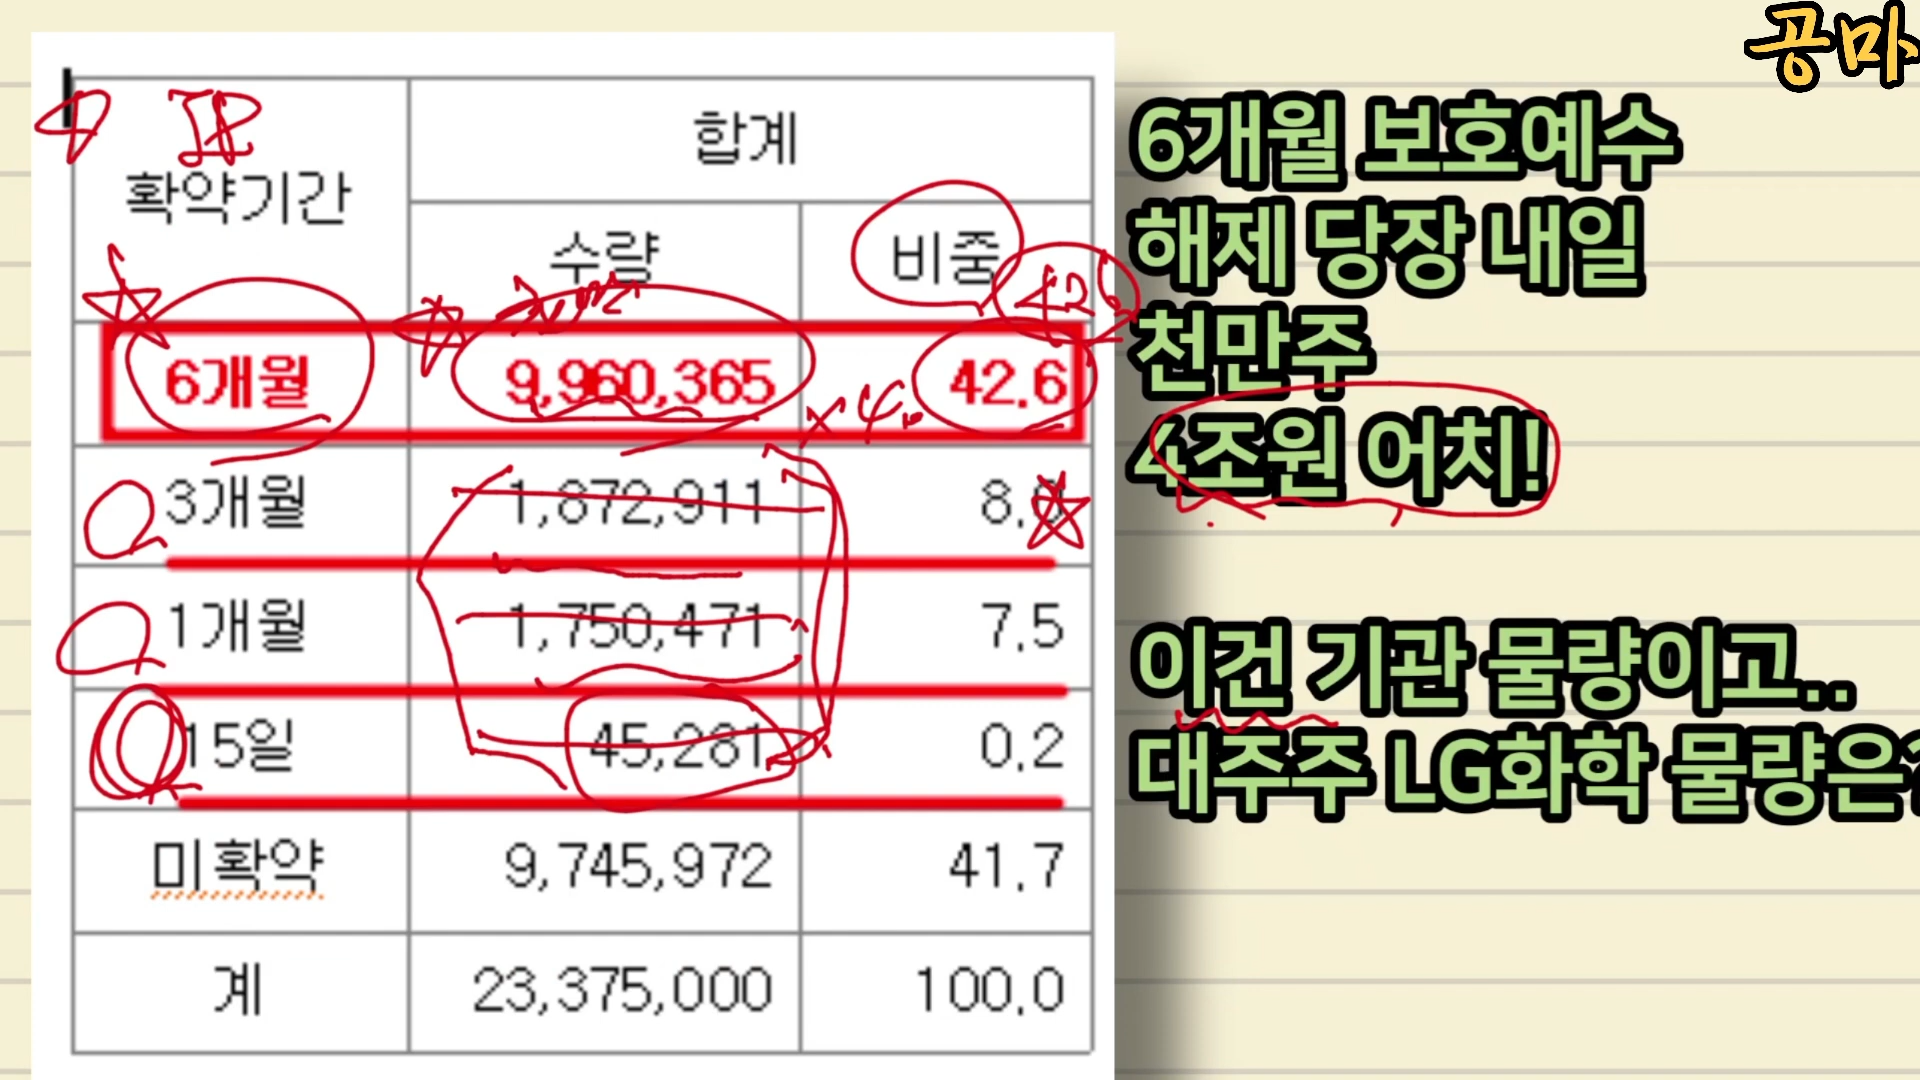 공마
합계
확약기간
수량
비중
42.6
6개월 9,960,365 42.6
3개월 1,872,911 8.0
1개월 1,750,471 7.5
15일 45,281 0.2
미확약 9,745,972 41.7
계 23,375,000 100.0
6개월 보호예수
해제 당장 내일
천만주
4조원 어치!
이건 기관 물량이고..
대주주 LG화학 물량은?